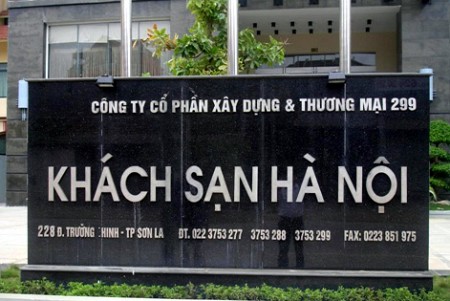 CÔNG TY CỔ PHẦN XÂY DỰNG & THƯƠNG MẠI 299
KHÁCH SẠN HÀ NỘI
228 Đ. TRƯỜNG CHINH - TP SƠN LA ĐT. 022 3753 277 3753 288 3753 299 FAX: 0223 851 975